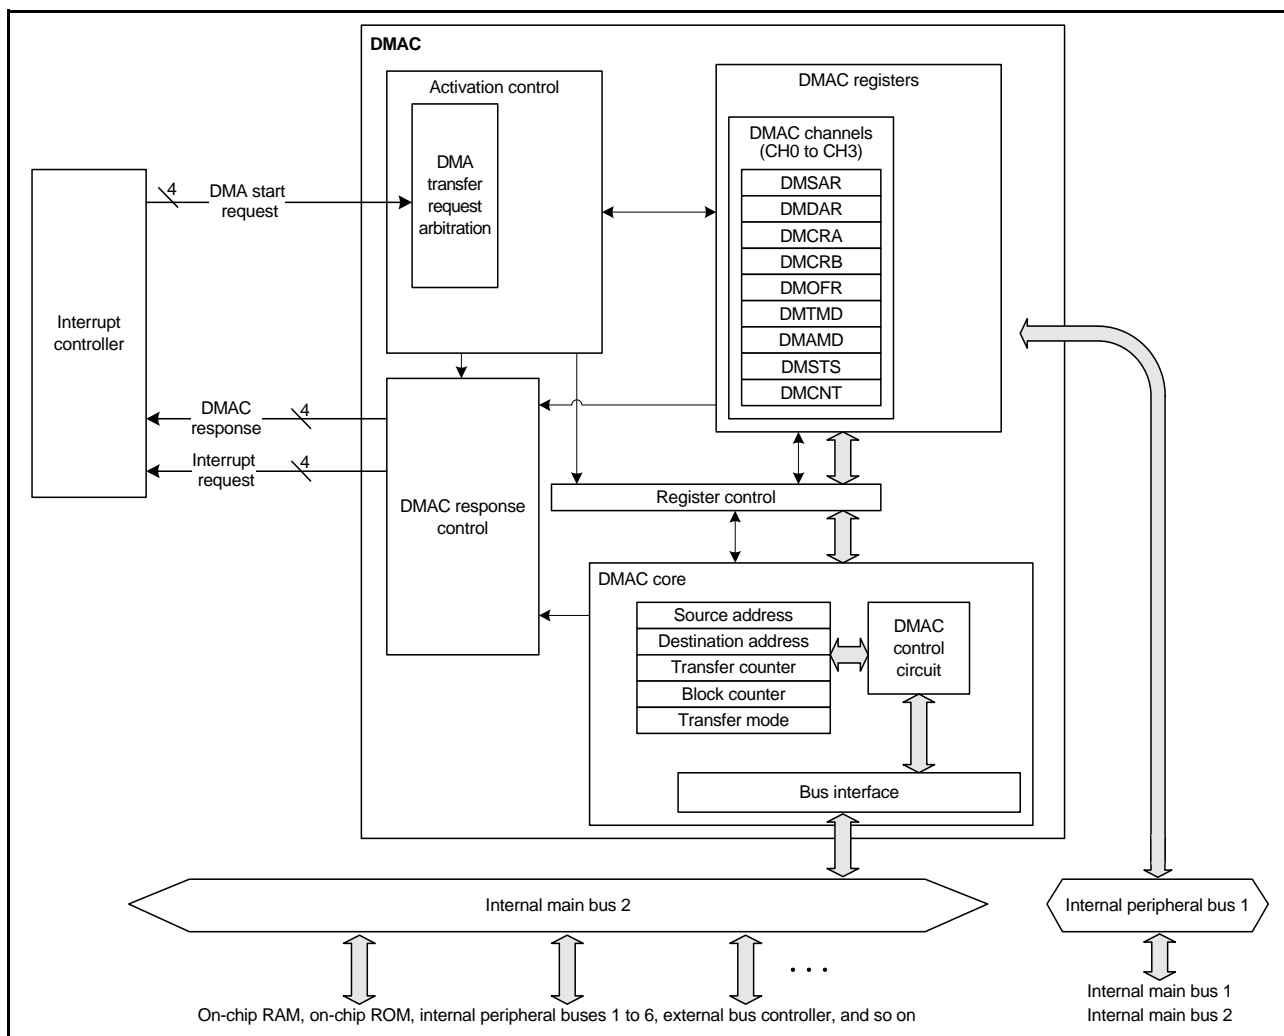 DMAC
Activation control
DMA
transfer
request
arbitration
DMAC registers
DMAC channels
(CH0 to CH3)
DMSAR
DMDAR
DMCRA
DMCRB
DMOFR
DMTMD
DMAMD
DMSTS
DMCNT
4
DMA start
request
Interrupt
controller
DMAC
response
4
Interrupt
request
4
DMAC response
control
Register control
DMAC core
Source address
Destination address
Transfer counter
Block counter
Transfer mode
DMAC
control
circuit
Bus interface
Internal main bus 2
Internal peripheral bus 1
. . .
On-chip RAM, on-chip ROM, internal peripheral buses 1 to 6, external bus controller, and so on
Internal main bus 1
Internal main bus 2